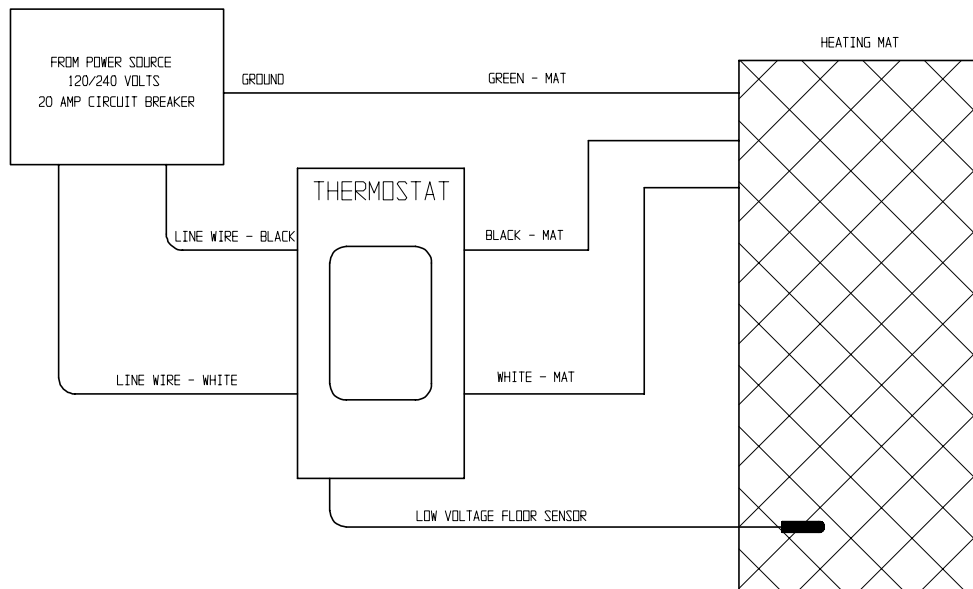 HEATING MAT
FROM POWER SOURCE
120/240 VOLTS
20 AMP CIRCUIT BREAKER
GROUND
GREEN - MAT
THERMOSTAT
LINE WIRE - BLACK
BLACK - MAT
LINE WIRE - WHITE
WHITE - MAT
LOW VOLTAGE FLOOR SENSOR